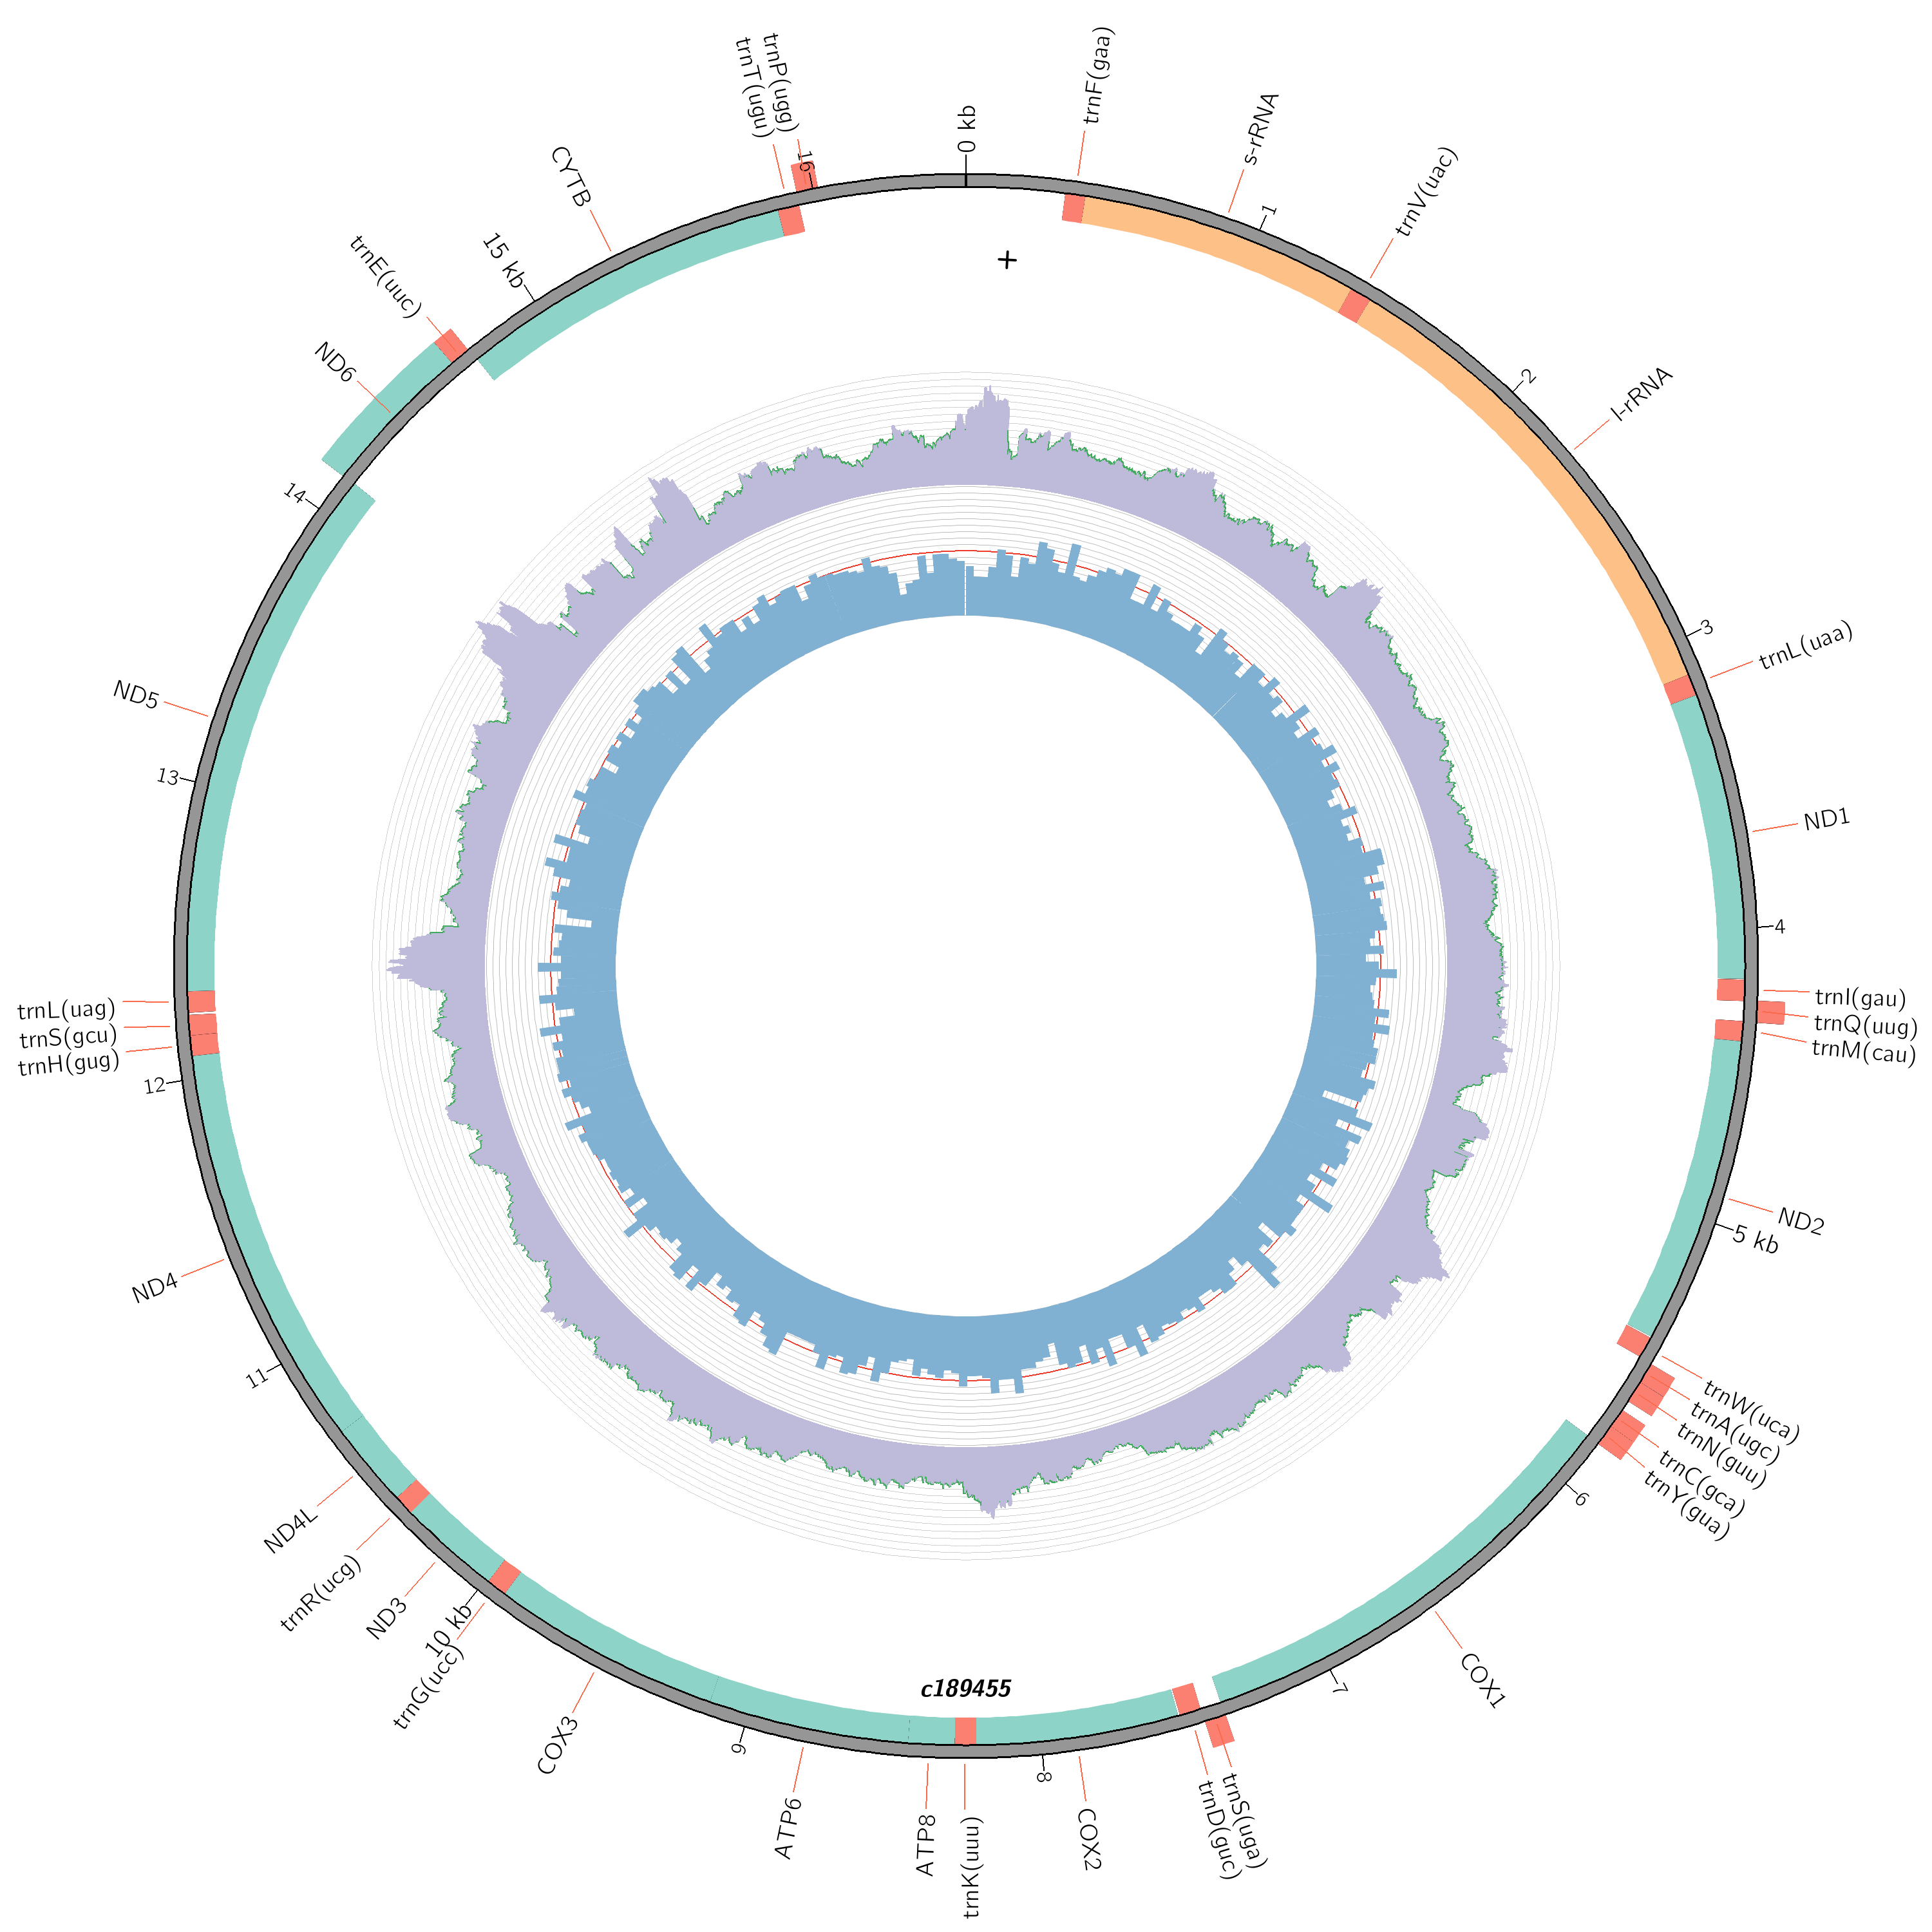 0 kb
trnF(gaa)
s-rRNA
1
trnV(uac)
2
l-rRNA
3
trnL(uaa)
ND1
4
trnI(gau)
trnQ(uug)
trnM(cau)
ND2
5 kb
trnW(uca)
trnA(ugc)
trnN(guu)
trnC(gca)
trnY(gua)
6
COX1
7
trnS(uga)
trnD(guc)
COX2
8
trnK(uuu)
ATP8
ATP6
9
COX3
trnG(ucc)
10 kb
ND3
trnR(ucg)
ND4L
11
ND4
12
trnH(gug)
trnS(gcu)
trnL(uag)
13
ND5
14
ND6
trnE(uuc)
15 kb
CYTB
trnT(ugu)
trnP(ugg)
16
+
c189455